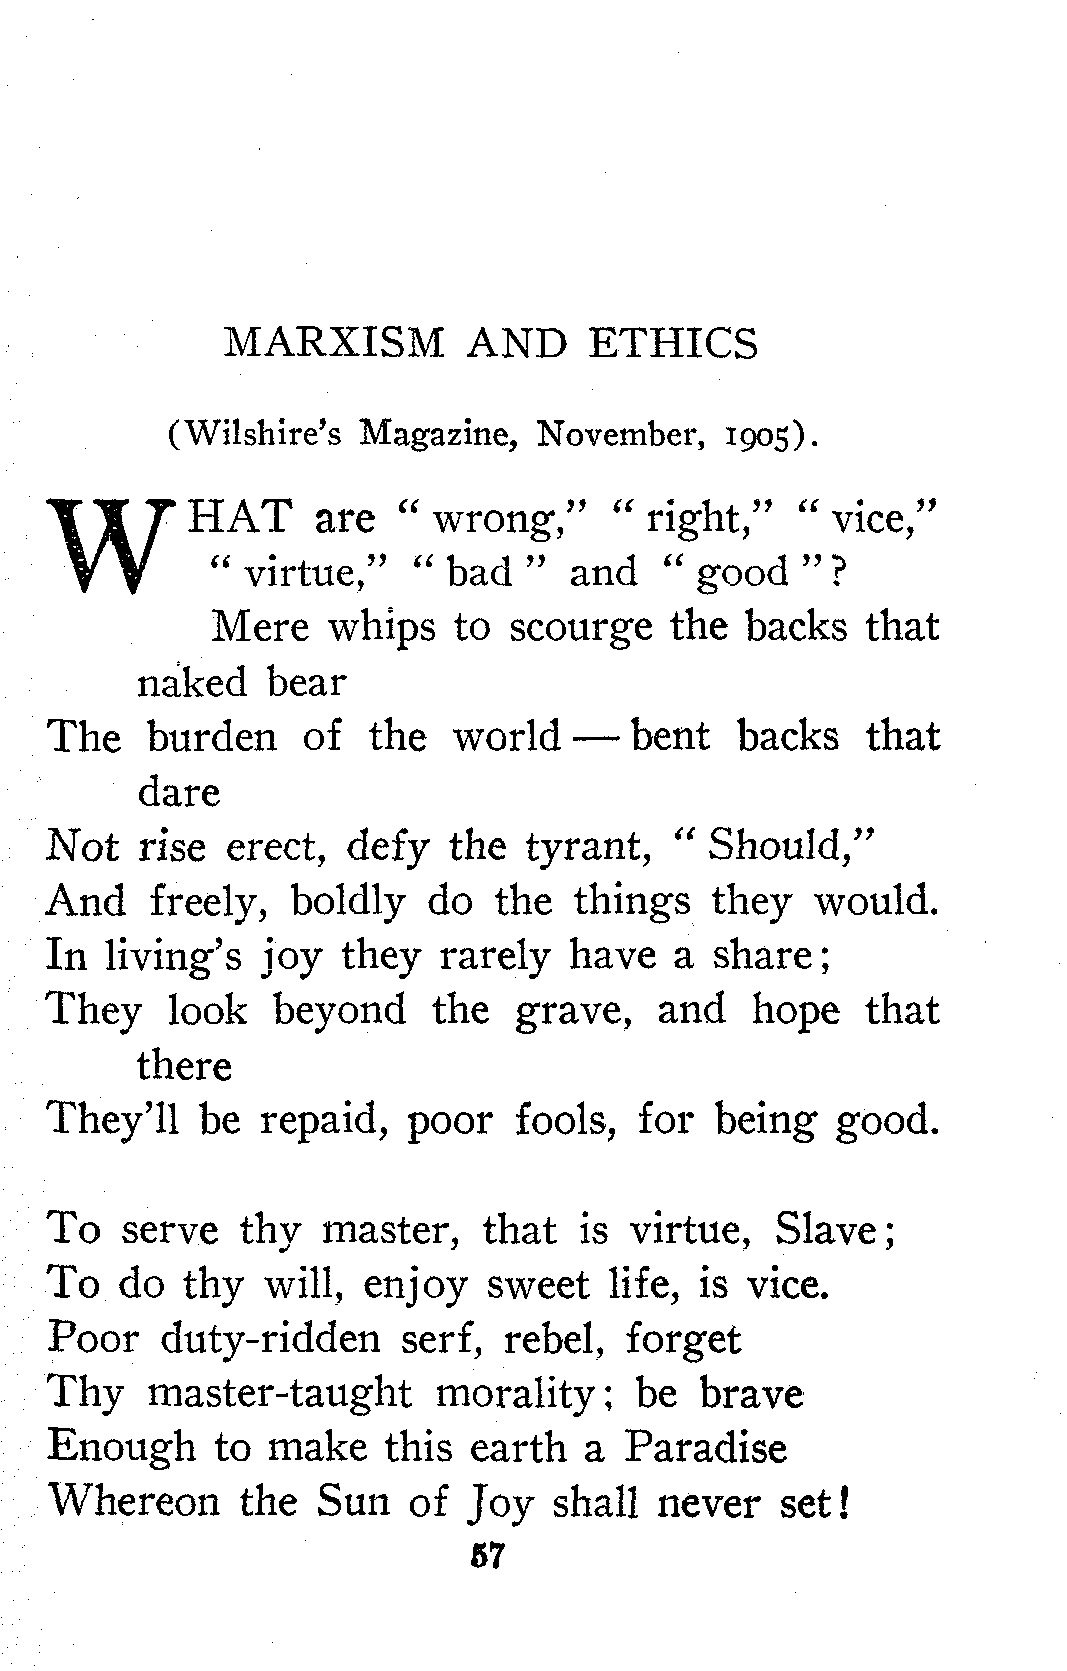 MARXISM AND ETHICS
(Wilshire's Magazine, November, 1905).
WHAT are “ wrong,” “ right,” “ vice,”
“ virtue,” “ bad ” and “ good ”?
Mere whips to scourge the backs that
naked bear
The burden of the world — bent backs that
dare
Not rise erect, defy the tyrant, “ Should,”
And freely, boldly do the things they would.
In living's joy they rarely have a share;
They look beyond the grave, and hope that
there
They'll be repaid, poor fools, for being good.
To serve thy master, that is virtue, Slave;
To do thy will, enjoy sweet life, is vice.
Poor duty-ridden serf, rebel, forget
Thy master-taught morality; be brave
Enough to make this earth a Paradise
Whereon the Sun of Joy shall never set!
57